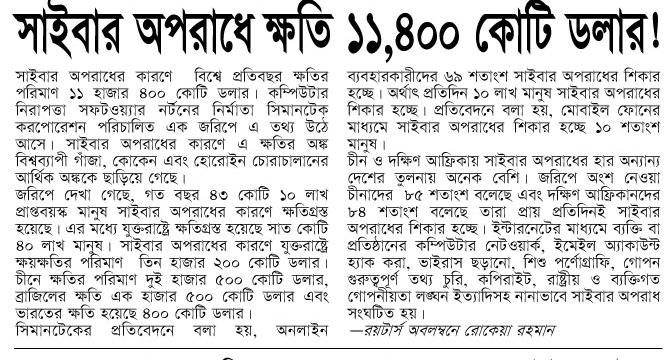 সাইবার অপরাধে ক্ষতি ১১,৪০০ কোটি ডলার!
সাইবার অপরাধের কারণে বিশ্বে প্রতিবছর ক্ষতির
পরিমাণ ১১ হাজার ৪০০ কোটি ডলার। কম্পিউটার
নিরাপত্তা সফটওয়্যার নর্টনের নির্মাতা সিমানটেক
করপোরেশন পরিচালিত এক জরিপে এ তথ্য উঠে
আসে। সাইবার অপরাধের কারণে এ ক্ষতির অঙ্ক
বিশ্বব্যাপী গাঁজা, কোকেন এবং হেরোইন চোরাচালানের
আর্থিক অঙ্ককে ছাড়িয়ে গেছে।
জরিপে দেখা গেছে, গত বছর ৪৩ কোটি ১০ লাখ
প্রাপ্তবয়স্ক মানুষ সাইবার অপরাধের কারণে ক্ষতিগ্রস্ত
হয়েছে। এর মধ্যে যুক্তরাষ্ট্রে ক্ষতিগ্রস্ত হয়েছে সাত কোটি
৪০ লাখ মানুষ। সাইবার অপরাধের কারণে যুক্তরাষ্ট্রে
ক্ষয়ক্ষতির পরিমাণ তিন হাজার ২০০ কোটি ডলার।
চীনে ক্ষতির পরিমাণ দুই হাজার ৫০০ কোটি ডলার,
ব্রাজিলের ক্ষতি এক হাজার ৫০০ কোটি ডলার এবং
ভারতের ক্ষতি হয়েছে ৪০০ কোটি ডলার।
সিমানটেকের প্রতিবেদনে বলা হয়, অনলাইন
ব্যবহারকারীদের ৬৯ শতাংশ সাইবার অপরাধের শিকার
হচ্ছে। অর্থাৎ প্রতিদিন ১০ লাখ মানুষ সাইবার অপরাধের
শিকার হচ্ছে। প্রতিবেদনে বলা হয়, মোবাইল ফোনের
মাধ্যমে সাইবার অপরাধের শিকার হচ্ছে ১০ শতাংশ
মানুষ।
চীন ও দক্ষিণ আফ্রিকায় সাইবার অপরাধের হার অন্যান্য
দেশের তুলনায় অনেক বেশি। জরিপে অংশ নেওয়া
চীনাদের ৮৫ শতাংশ বলেছে এবং দক্ষিণ আফ্রিকানদের
৮৪ শতাংশ বলেছে তারা প্রায় প্রতিদিনই সাইবার
অপরাধের শিকার হচ্ছে। ইন্টারনেটের মাধ্যমে ব্যক্তি বা
প্রতিষ্ঠানের কম্পিউটার নেটওয়ার্ক, ইমেইল অ্যাকাউন্ট
হ্যাক করা, ভাইরাস ছড়ানো, শিশু পর্ণোগ্রাফি, গোপন
গুরুত্বপূর্ণ তথ্য চুরি, কপিরাইট, রাষ্ট্রীয় ও ব্যক্তিগত
গোপনীয়তা লঙ্ঘন ইত্যাদিসহ নানাভাবে সাইবার অপরাধ
সংঘটিত হয়।
—রয়টার্স অবলম্বনে রোকেয়া রহমান